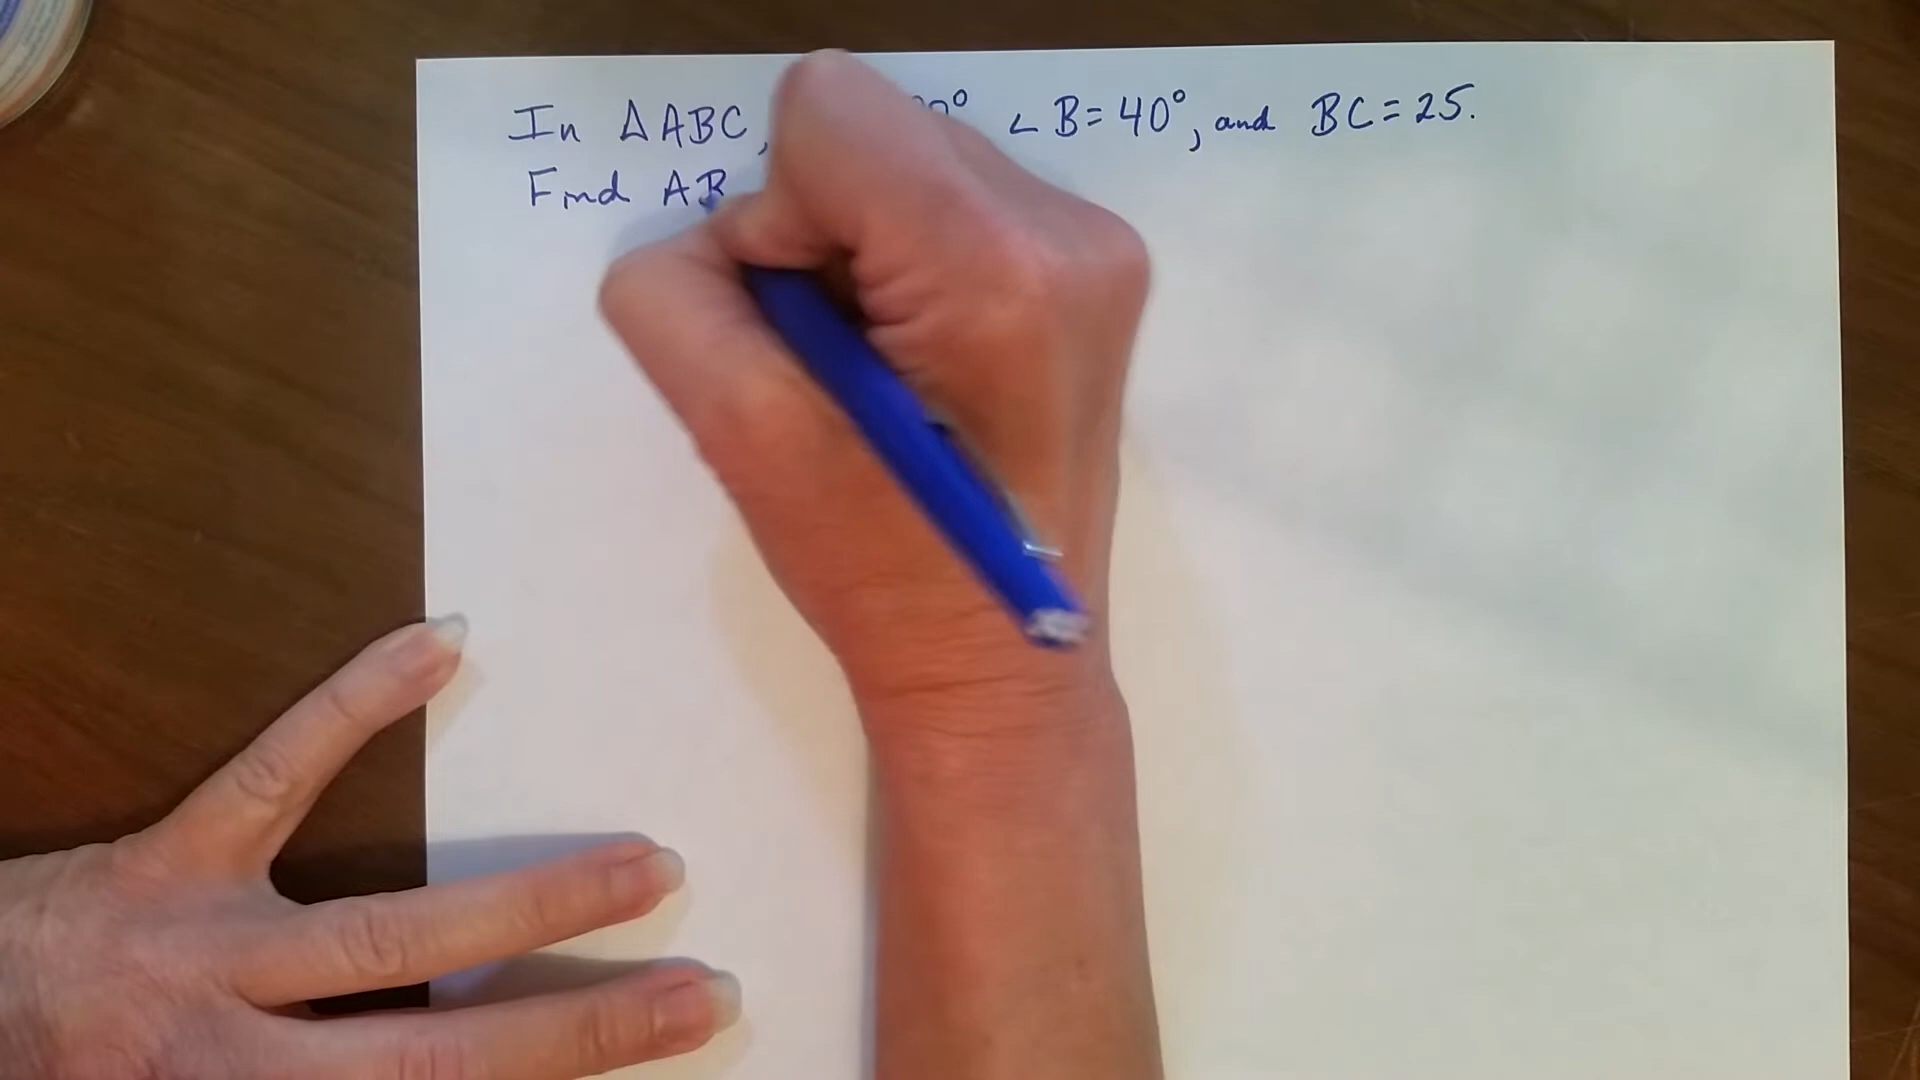 In ΔABC, ∠B=40°, and BC=25.
Find AB